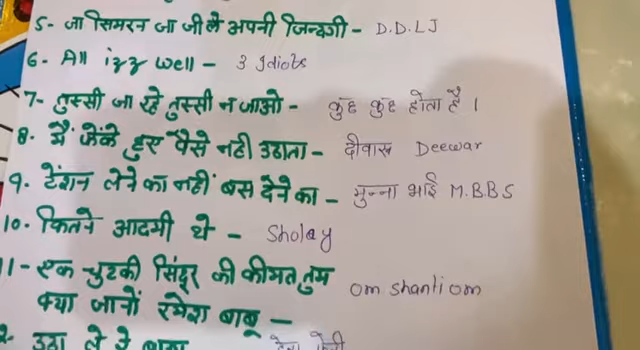 5- जा सिमरन जा जी ले अपनी जिन्दगी - D.D.L.J
6- All izz well - 3 Idiots
7- तुस्सी जा रहे तुस्सी न जाओ - कुछ कुछ होता है ।
8. मैं फेंके हुए पैसे नही उठाता - दीवार Deewar
9. टेंशन लेने का नहीं बस देने का - मुन्ना भाई M.B.B.S
10. कितने आदमी थे - Sholay
11- एक चुटकी सिंदूर की कीमत तुम
क्या जानों रमेश बाबू - om shanti om
उठा ले रे बाबा